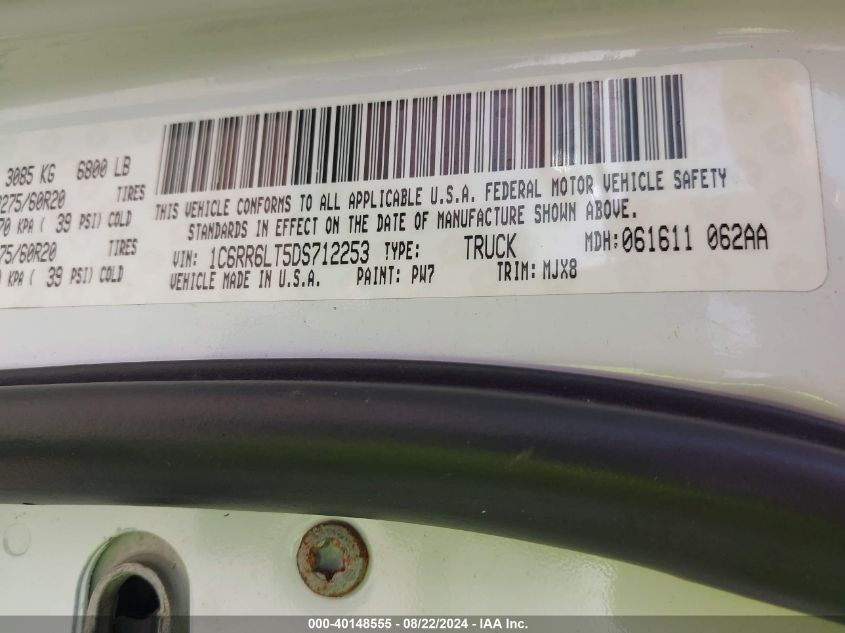 3085 KG 6800 LB
275/60R20 TIRES
70 KPA ( 39 PSI) COLD
75/60R20 TIRES
KPA ( 39 PSI) COLD
THIS VEHICLE CONFORMS TO ALL APPLICABLE U.S.A. FEDERAL MOTOR VEHICLE SAFETY
STANDARDS IN EFFECT ON THE DATE OF MANUFACTURE SHOWN ABOVE.
VIN: 1C6RR6LT5DS712253 TYPE: TRUCK MDH:061611 062AA
VEHICLE MADE IN U.S.A. PAINT: PW7 TRIM: MJX8
000-40148555 - 08/22/2024 - IAA Inc.